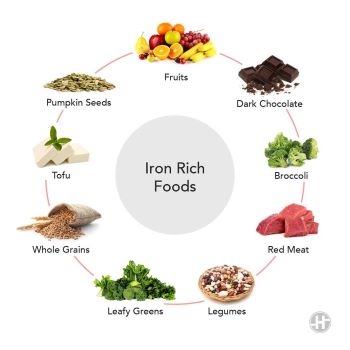 Fruits
Pumpkin Seeds
Dark Chocolate
Tofu
Iron Rich
Foods
Broccoli
Whole Grains
Red Meat
Leafy Greens
Legumes
H